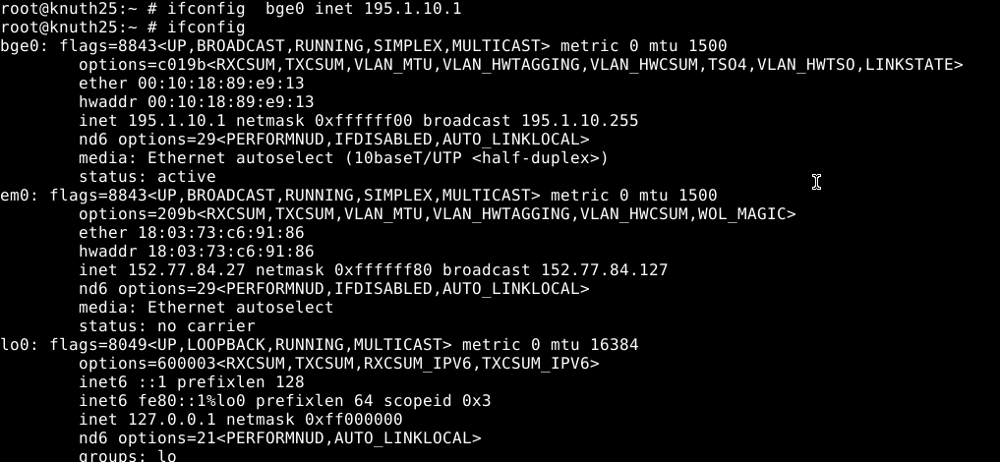 root@knuth25:~ # ifconfig  bge0 inet 195.1.10.1
root@knuth25:~ # ifconfig
bge0: flags=8843<UP,BROADCAST,RUNNING,SIMPLEX,MULTICAST> metric 0 mtu 1500
        options=c019b<RXCSUM,TXCSUM,VLAN_MTU,VLAN_HWTAGGING,VLAN_HWCSUM,TSO4,VLAN_HWTSO,LINKSTATE>
        ether 00:10:18:89:e9:13
        hwaddr 00:10:18:89:e9:13
        inet 195.1.10.1 netmask 0xffffff00 broadcast 195.1.10.255
        nd6 options=29<PERFORMNUD,IFDISABLED,AUTO_LINKLOCAL>
        media: Ethernet autoselect (10baseT/UTP <half-duplex>)
        status: active
em0: flags=8843<UP,BROADCAST,RUNNING,SIMPLEX,MULTICAST> metric 0 mtu 1500
        options=209b<RXCSUM,TXCSUM,VLAN_MTU,VLAN_HWTAGGING,VLAN_HWCSUM,WOL_MAGIC>
        ether 18:03:73:c6:91:86
        hwaddr 18:03:73:c6:91:86
        inet 152.77.84.27 netmask 0xffffff80 broadcast 152.77.84.127
        nd6 options=29<PERFORMNUD,IFDISABLED,AUTO_LINKLOCAL>
        media: Ethernet autoselect
        status: no carrier
lo0: flags=8049<UP,LOOPBACK,RUNNING,MULTICAST> metric 0 mtu 16384
        options=600003<RXCSUM,TXCSUM,RXCSUM_IPV6,TXCSUM_IPV6>
        inet6 ::1 prefixlen 128
        inet6 fe80::1%lo0 prefixlen 64 scopeid 0x3
        inet 127.0.0.1 netmask 0xff000000
        nd6 options=21<PERFORMNUD,AUTO_LINKLOCAL>
        groups: lo